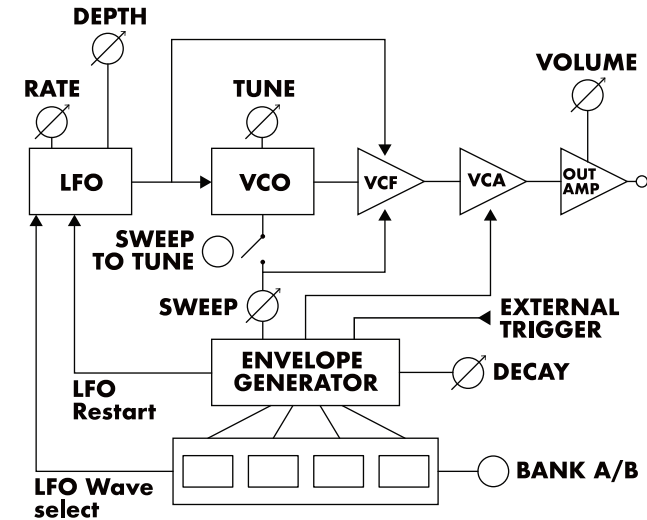 DEPTH
RATE
TUNE
VOLUME
LFO
VCO
VCF
VCA
OUT
AMP
SWEEP
TO TUNE
SWEEP
EXTERNAL
TRIGGER
ENVELOPE
GENERATOR
DECAY
LFO
Restart
BANK A/B
LFO Wave
select